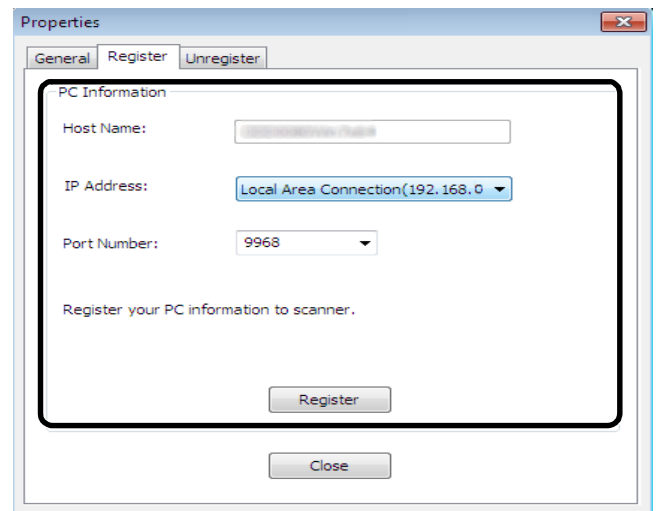 Properties
General Register Unregister
PC Information
Host Name:
IP Address: Local Area Connection(192.168.0
Port Number: 9968
Register your PC information to scanner.
Register
Close